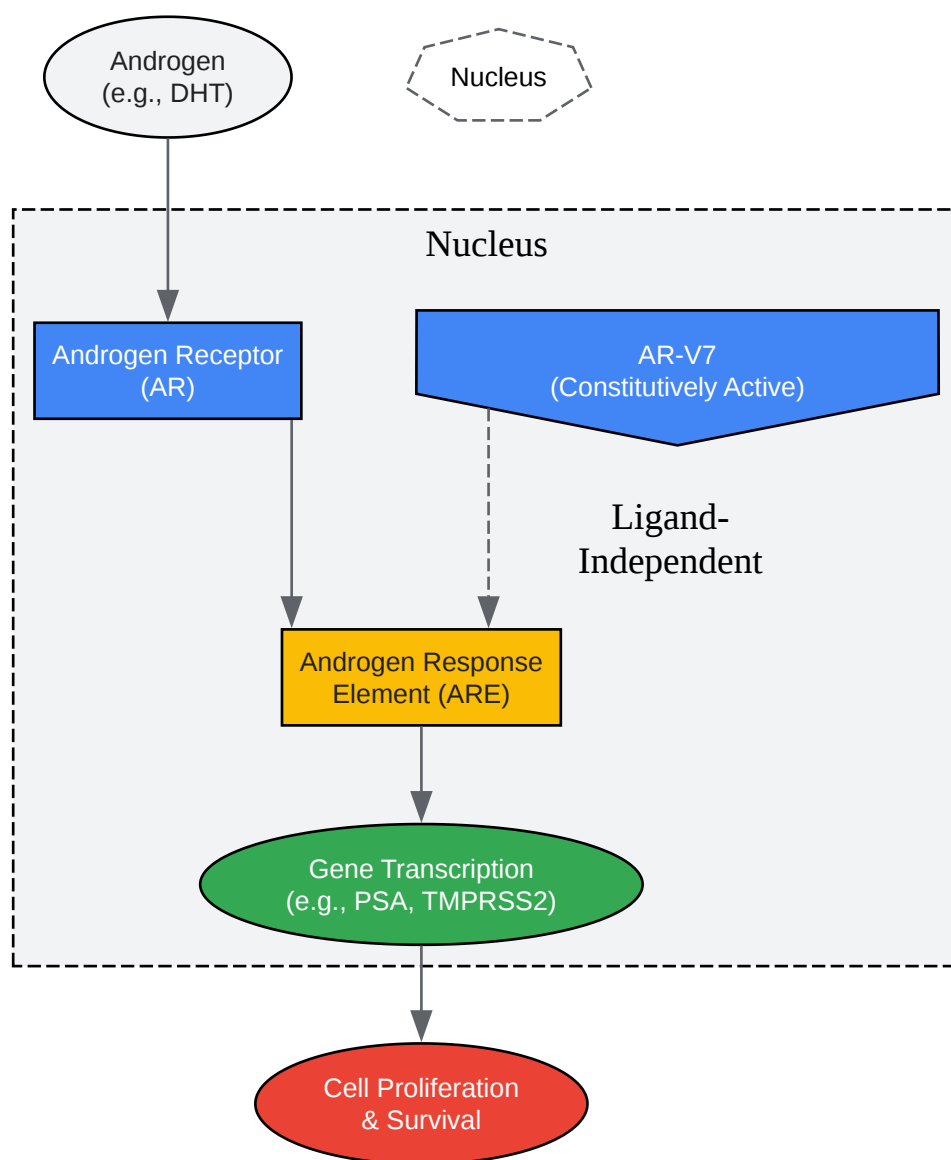 Androgen
(e.g., DHT)
Nucleus
Nucleus
Androgen Receptor
(AR)
AR-V7
(Constitutively Active)
Ligand-
Independent
Androgen Response
Element (ARE)
Gene Transcription
(e.g., PSA, TMPRSS2)
Cell Proliferation
& Survival